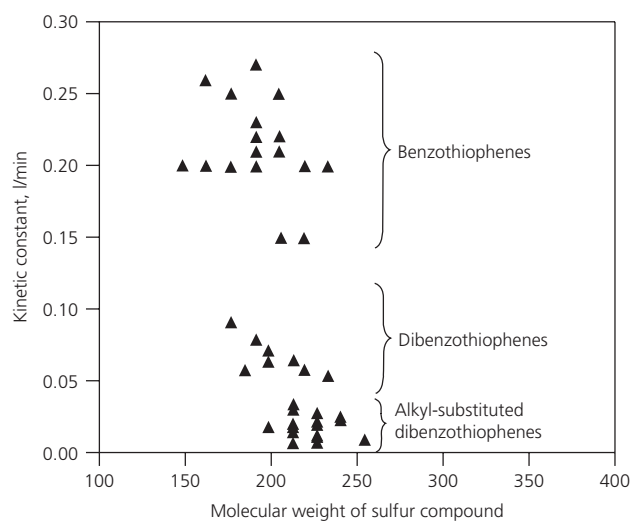 0.30
0.25
0.20
0.15
0.10
0.05
0.00
Kinetic constant, l/min
Benzothiophenes
Dibenzothiophenes
Alkyl-substituted
dibenzothiophenes
100 150 200 250 300 350 400
Molecular weight of sulfur compound